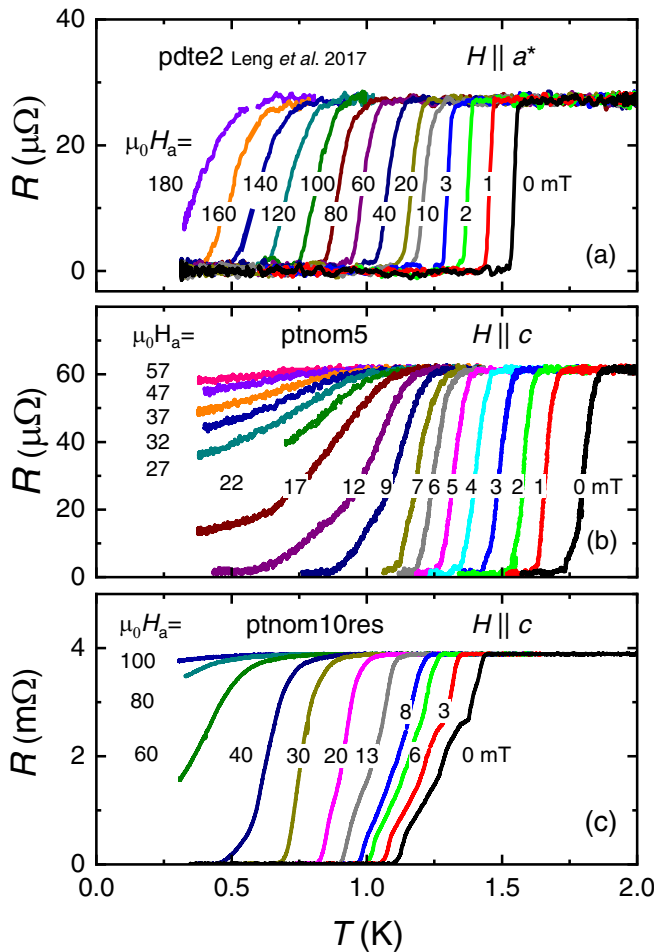 40
pdte2 Leng et al. 2017 H || a*
R (μΩ)
20
μ₀Hₐ=
180 140 100 60 20 3 1 0 mT
160 120 80 40 10 2
0
(a)
μ₀Hₐ= ptnom5 H || c
57
60
47
37
R (μΩ)
40
32
27
22 17 12 9 7 6 5 4 3 2 1 0 mT
20
(b)
0
μ₀Hₐ= ptnom10res H || c
4
100
80
R (mΩ)
8 3
2
60 40 30 20 13 6 0 mT
(c)
0
0.0 0.5 1.0 1.5 2.0
T (K)